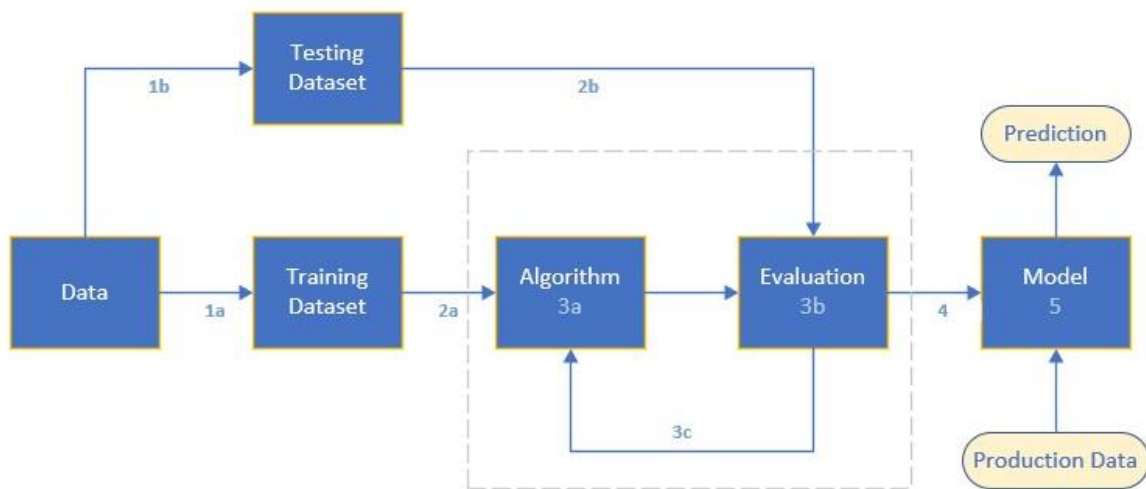 Testing
Dataset
1b
2b
Prediction
Data
1a
Training
Dataset
2a
Algorithm
3a
Evaluation
3b
4
Model
5
3c
Production Data